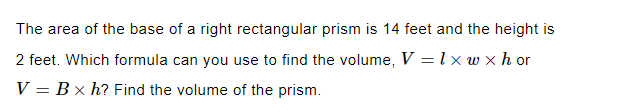 The area of the base of a right rectangular prism is 14 feet and the height is
2 feet. Which formula can you use to find the volume, V = l × w × h or
V = B × h? Find the volume of the prism.